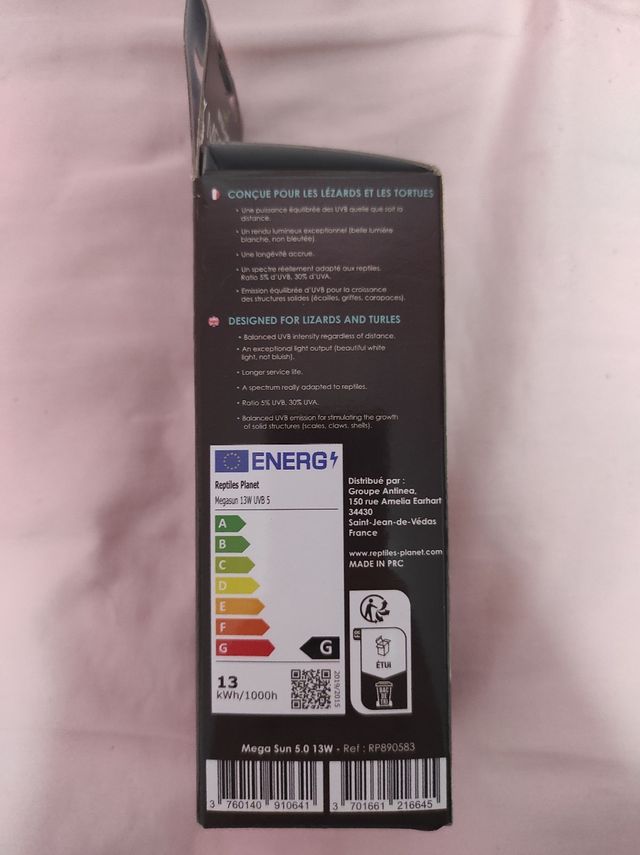 CONÇUE POUR LES LÉZARDS ET LES TORTUES
• Une puissance équilibrée des UVB quelle que soit la
distance.
• Un rendu lumineux exceptionnel (belle lumière
blanche, non bleutée)
• Une longévité accrue.
• Un spectre réellement adapté aux reptiles.
Ratio 5% d'UVB, 30% d'UVA.
• Emission équilibrée d'UVB pour la croissance
des structures solides (écailles, griffes, carapaces).
DESIGNED FOR LIZARDS AND TURLES
• Balanced UVB intensity regardless of distance.
• An exceptional light output (beautiful white
light, not bluish).
• Longer service life.
• A spectrum really adapted to reptiles.
• Ratio 5% UVB, 30% UVA.
• Balanced UVB emission for stimulating the growth
of solid structures (scales, claws, shells).
ENERG
Reptiles Planet
Megasun 13W UVB 5
A
B
C
D
E
F
G
G
13
kWh/1000h
2019/2015
Distribué par :
Groupe Antinea,
150 rue Amelia Earhart
34430
Saint-Jean-de-Védas
France
www.reptiles-planet.com
MADE IN PRC
FR
ÉTUI
BAC
DE
TRI
Mega Sun 5.0 13W - Ref : RP890583
3 760140 910641
3 701661 216645